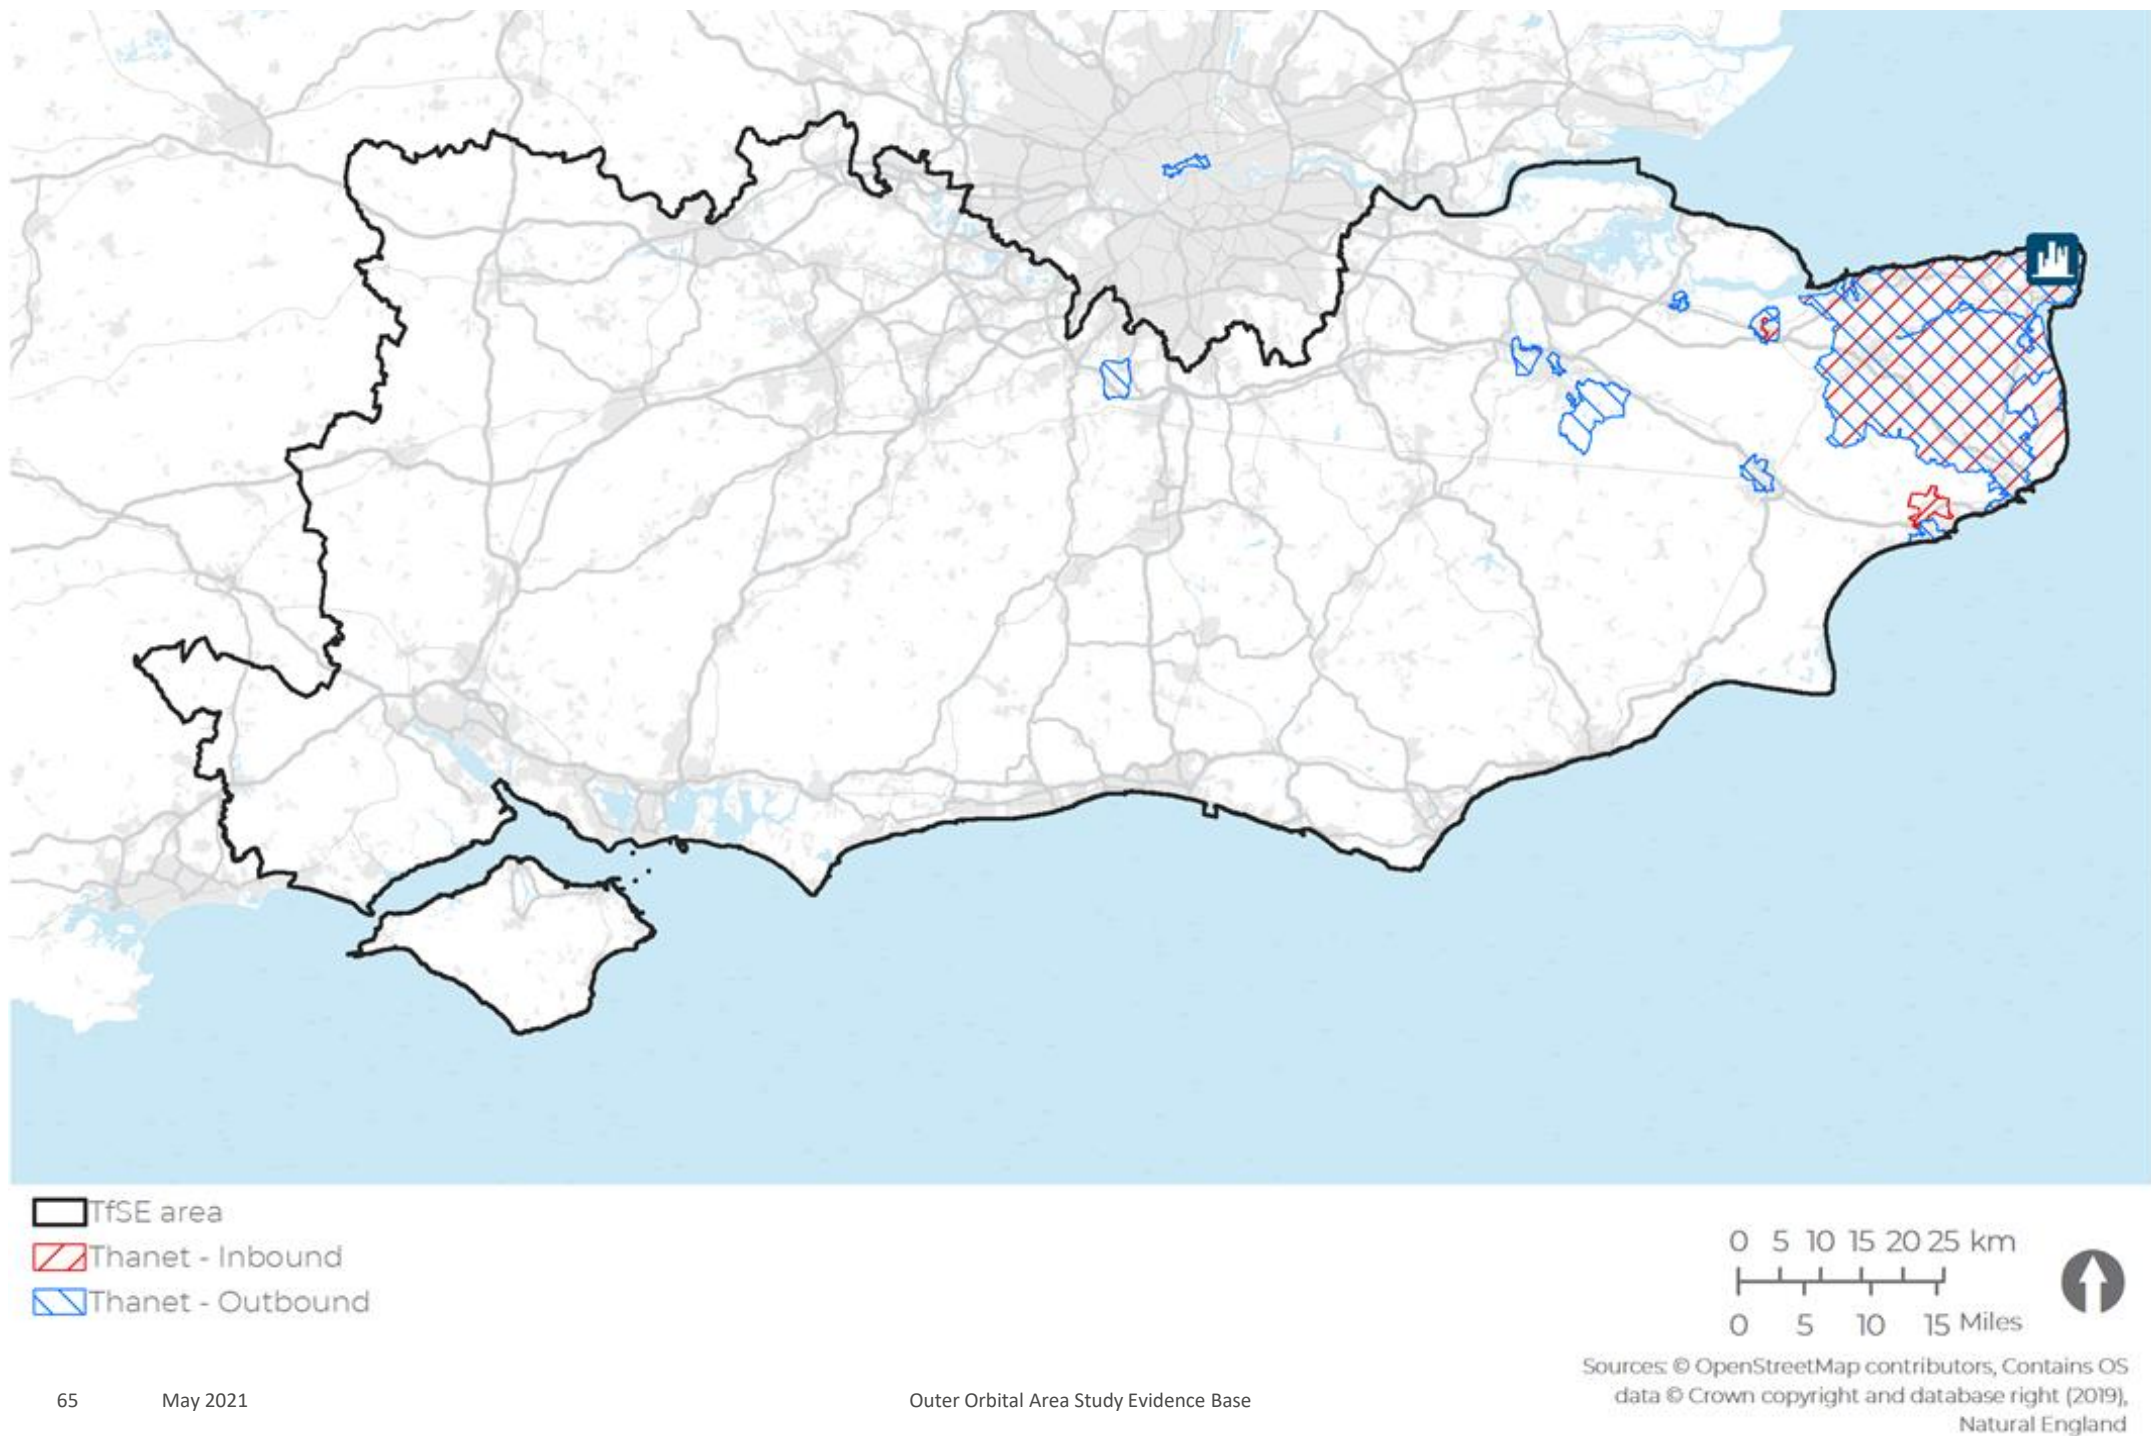 TfSE area
Thanet - Inbound
Thanet - Outbound
0 5 10 15 20 25 km
0 5 10 15 Miles
Sources: © OpenStreetMap contributors, Contains OS
data © Crown copyright and database right (2019),
Natural England
65 May 2021 Outer Orbital Area Study Evidence Base